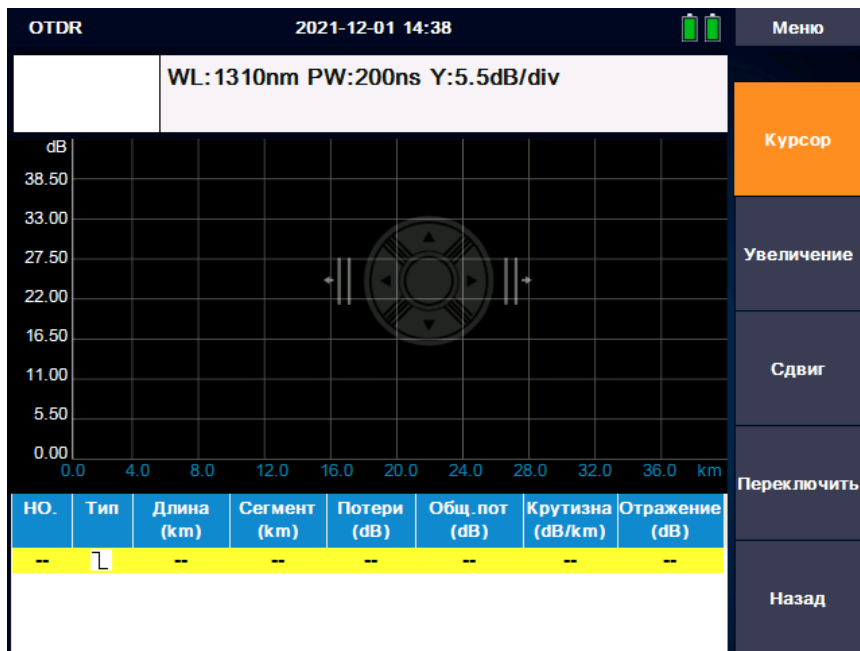 OTDR 2021-12-01 14:38 Меню
WL:1310nm PW:200ns Y:5.5dB/div
Курсор
Увеличение
Сдвиг
Переключить
Назад
dB
38.50
33.00
27.50
22.00
16.50
11.00
5.50
0.00
0.0 4.0 8.0 12.0 16.0 20.0 24.0 28.0 32.0 36.0 km
НО. Тип Длина Сегмент Потери Общ.пот Крутизна Отражение
(km) (km) (dB) (dB) (dB/km) (dB)
-- -- -- -- -- -- --